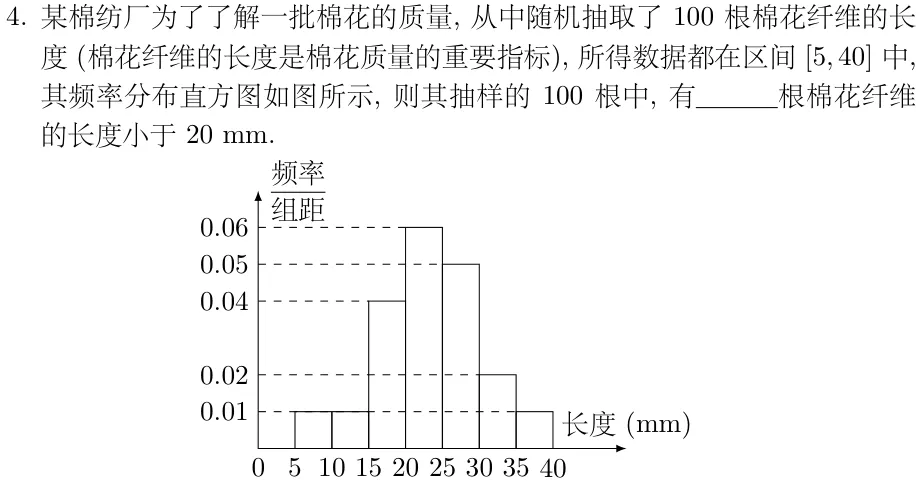 4. 某棉纺厂为了了解一批棉花的质量, 从中随机抽取了 100 根棉花纤维的长
度 (棉花纤维的长度是棉花质量的重要指标), 所得数据都在区间 [5, 40] 中,
其频率分布直方图如图所示, 则其抽样的 100 根中, 有______根棉花纤维
的长度小于 20 mm.
频率
组距
0.06
0.05
0.04
0.02
0.01
长度 (mm)
0 5 10 15 20 25 30 35 40